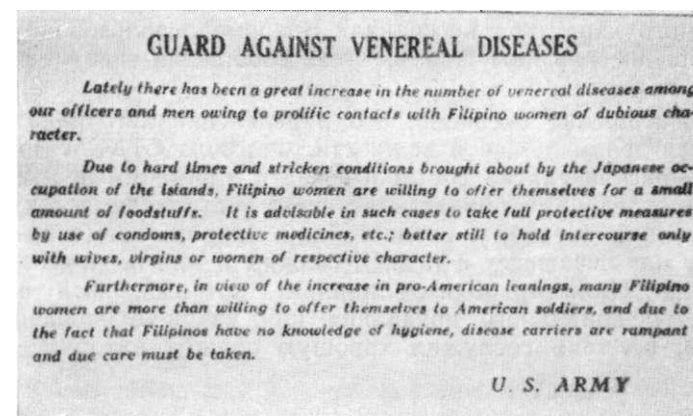 GUARD AGAINST VENEREAL DISEASES
Lately there has been a great increase in the number of venereal diseases among
our officers and men owing to prolific contacts with Filipino women of dubious cha-
racter.
Due to hard times and stricken conditions brought about by the Japanese oc-
cupation of the islands, Filipino women are willing to offer themselves for a small
amount of foodstuffs. It is advisable in such cases to take full protective measures
by use of condoms, protective medicines, etc.; better still to hold intercourse only
with wives, virgins or women of respective character.
Furthermore, in view of the increase in pro-American leanings, many Filipino
women are more than willing to offer themselves to American soldiers, and due to
the fact that Filipinos have no knowledge of hygiene, disease carriers are rampant
and due care must be taken.
U. S. ARMY